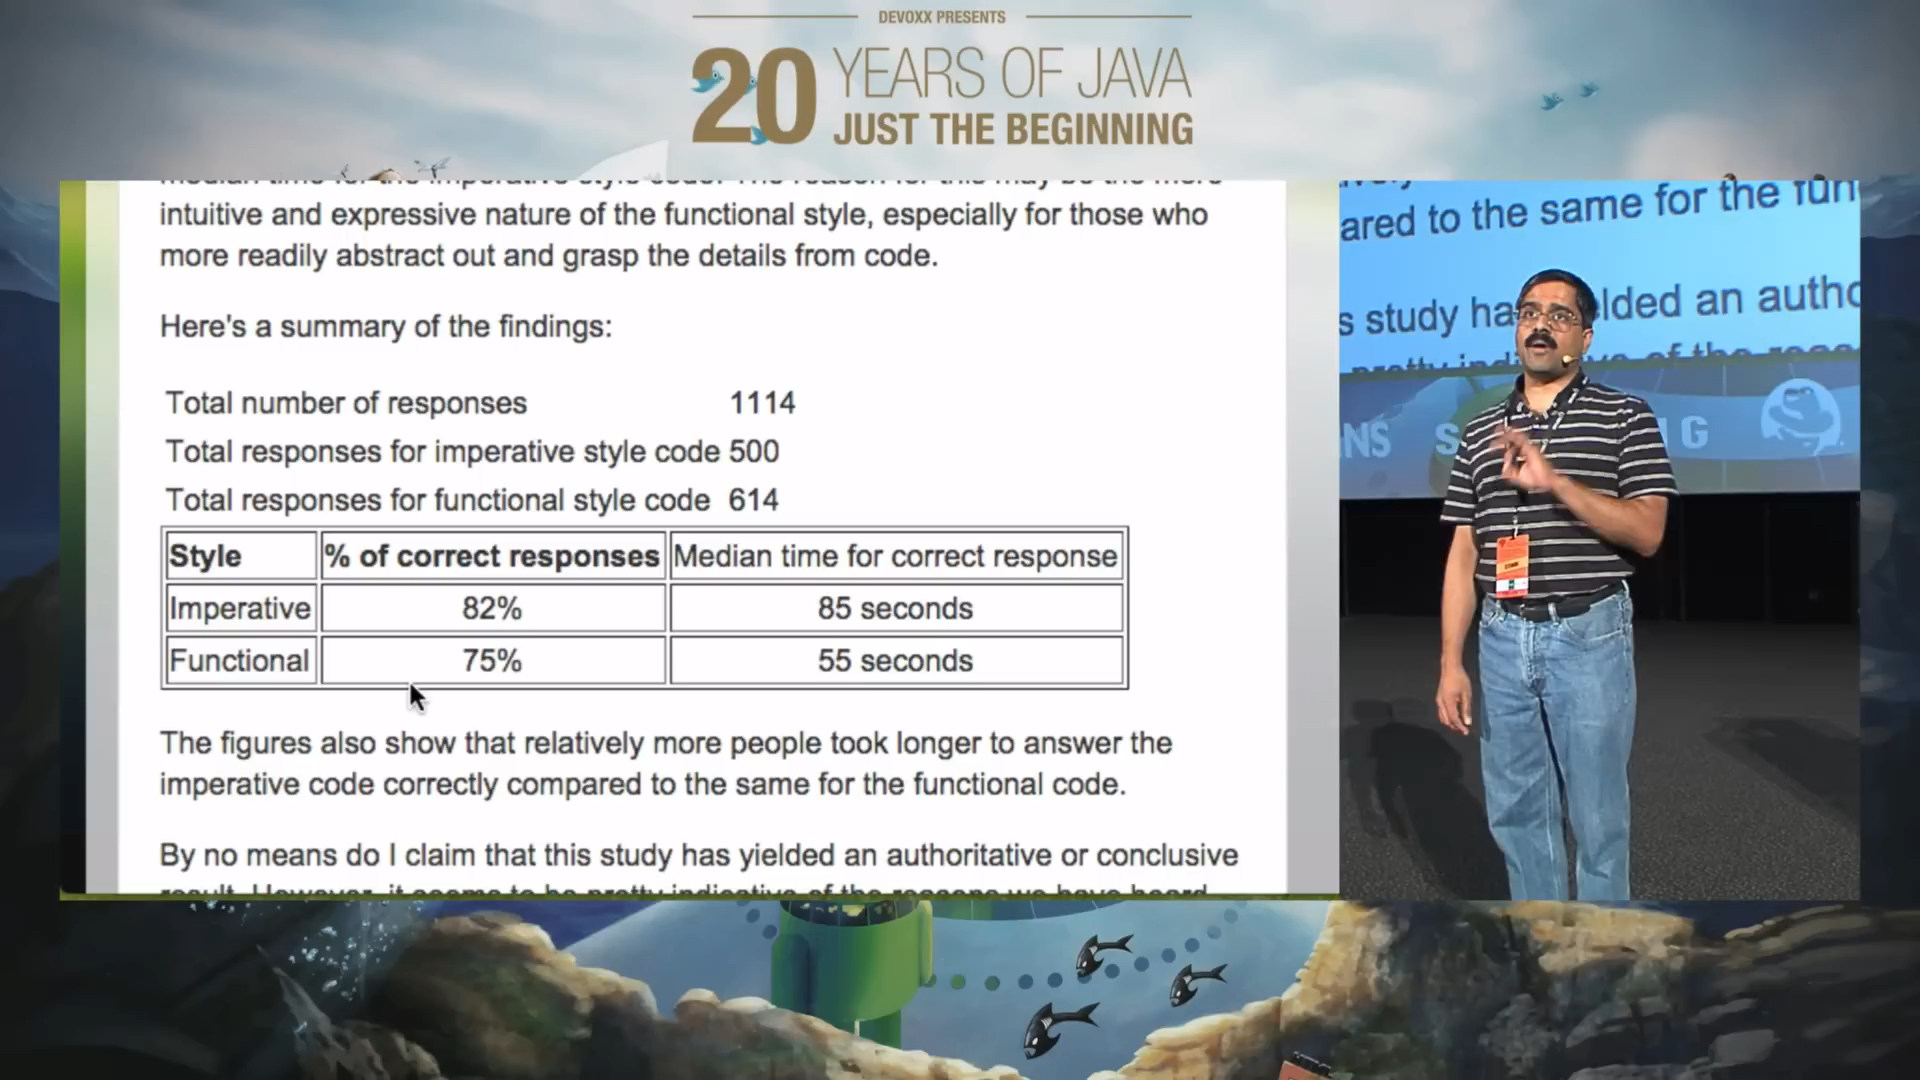 DEVOXX PRESENTS
20 YEARS OF JAVA
JUST THE BEGINNING
intuitive and expressive nature of the functional style, especially for those who
more readily abstract out and grasp the details from code.
Here's a summary of the findings:
Total number of responses 1114
Total responses for imperative style code 500
Total responses for functional style code 614
Style % of correct responses Median time for correct response
Imperative 82% 85 seconds
Functional 75% 55 seconds
The figures also show that relatively more people took longer to answer the
imperative code correctly compared to the same for the functional code.
By no means do I claim that this study has yielded an authoritative or conclusive
ared to the same for the fun
s study ha elded an autho
NS S G